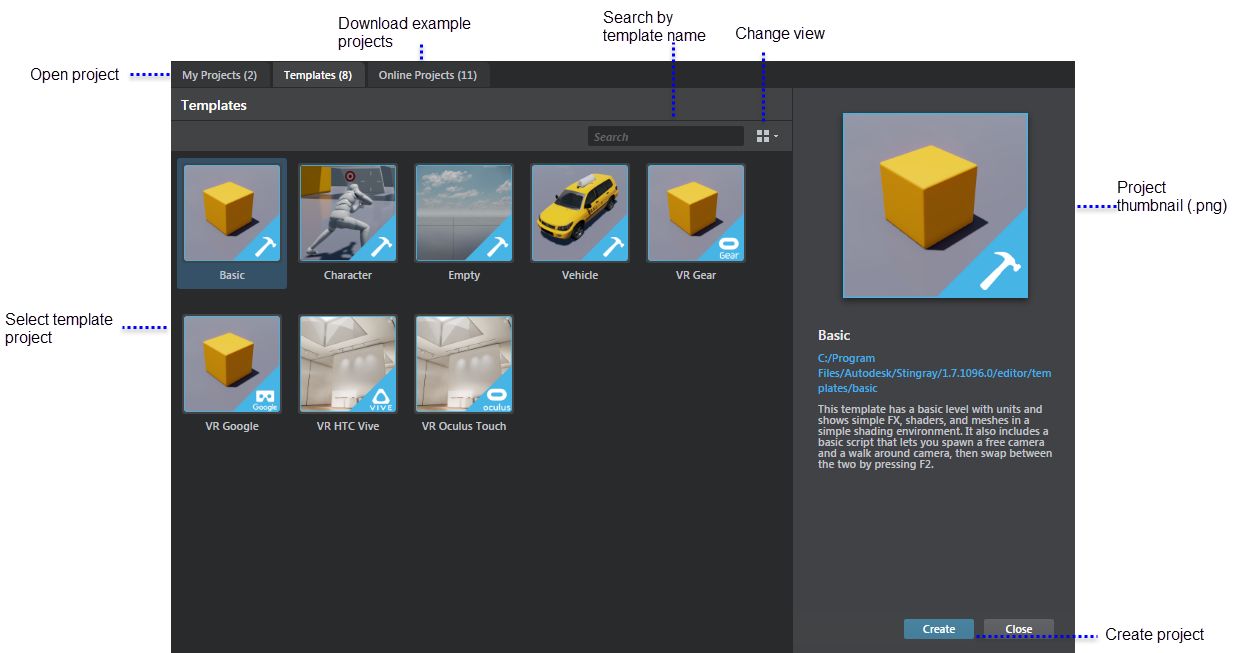 Download example
projects
Search by
template name
Change view
Open project
My Projects (2)
Templates (8)
Online Projects (11)
Templates
Search
Basic
Character
Empty
Vehicle
Gear
VR Gear
Project
thumbnail (.png)
Select template
project
Google
VR Google
VIVE
VR HTC Vive
oculus
VR Oculus Touch
Basic
C:/Program
Files/Autodesk/Stingray/1.7.1096.0/editor/tem
plates/basic
This template has a basic level with units and
shows simple FX, shaders, and meshes in a
simple shading environment. It also includes a
basic script that lets you spawn a free camera
and a walk around camera, then swap between
the two by pressing F2.
Create
Close
Create project